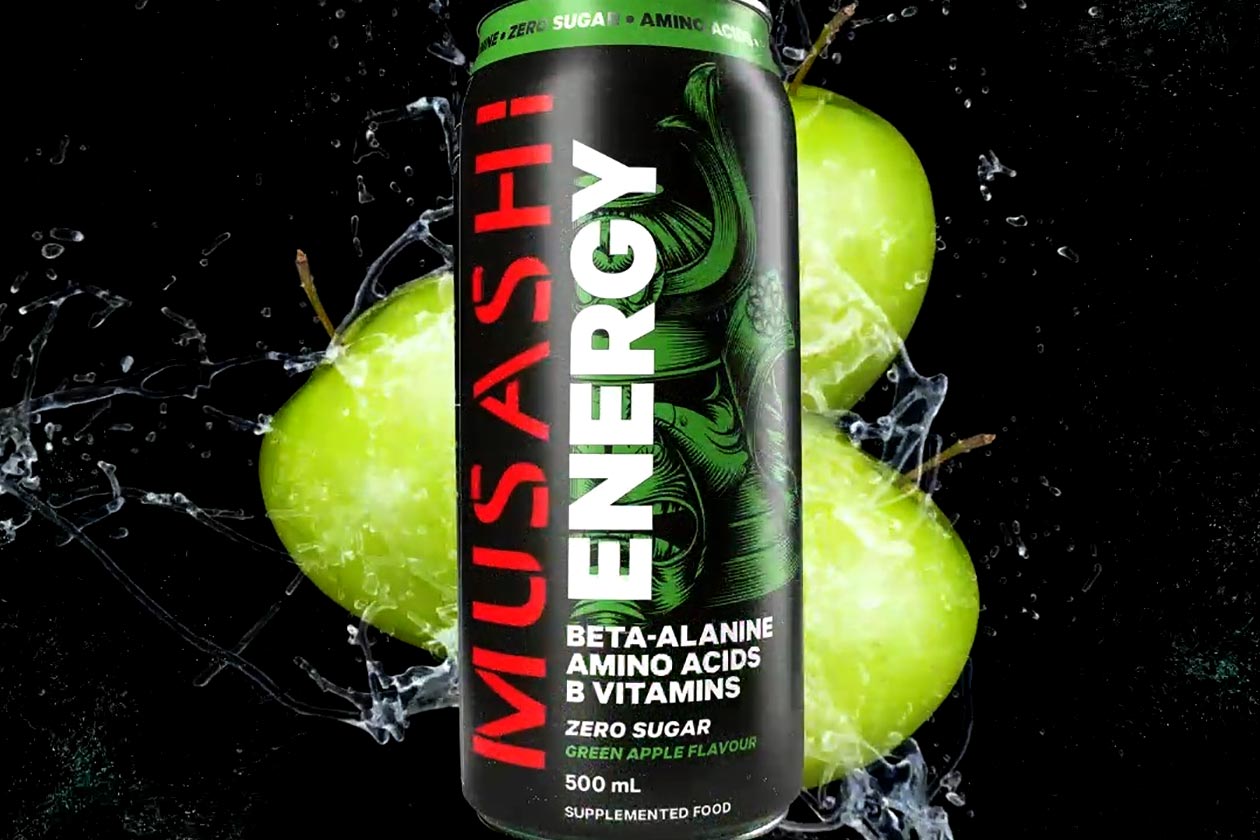 ZERO SUGAR • AMINO ACIDS
MUSASHI
ENERGY
BETA-ALANINE
AMINO ACIDS
B VITAMINS
ZERO SUGAR
GREEN APPLE FLAVOUR
500 mL
SUPPLEMENTED FOOD